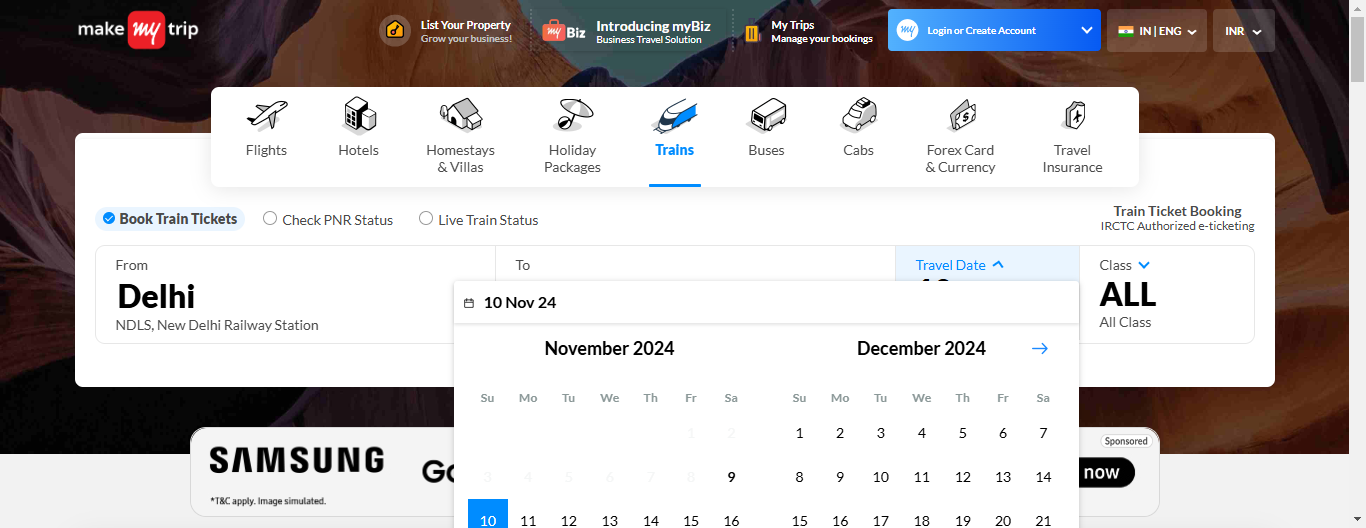 make my trip
List Your Property
Grow your business!
my Biz
Introducing myBiz
Business Travel Solution
My Trips
Manage your bookings
my
Login or Create Account
IN | ENG
INR
Flights
Hotels
Homestays
& Villas
Holiday
Packages
Trains
Buses
Cabs
Forex Card
& Currency
Travel
Insurance
Book Train Tickets
Check PNR Status
Live Train Status
Train Ticket Booking
IRCTC Authorized e-ticketing
From
To
Travel Date
Class
Delhi
ALL
NDLS, New Delhi Railway Station
All Class
10 Nov 24
November 2024
December 2024
Su Mo Tu We Th Fr Sa
Su Mo Tu We Th Fr Sa
1 2
1 2 3 4 5 6 7
3 4 5 6 7 8 9
8 9 10 11 12 13 14
10 11 12 13 14 15 16
15 16 17 18 19 20 21
Sponsored
SAMSUNG
now
*T&C apply. Image simulated.